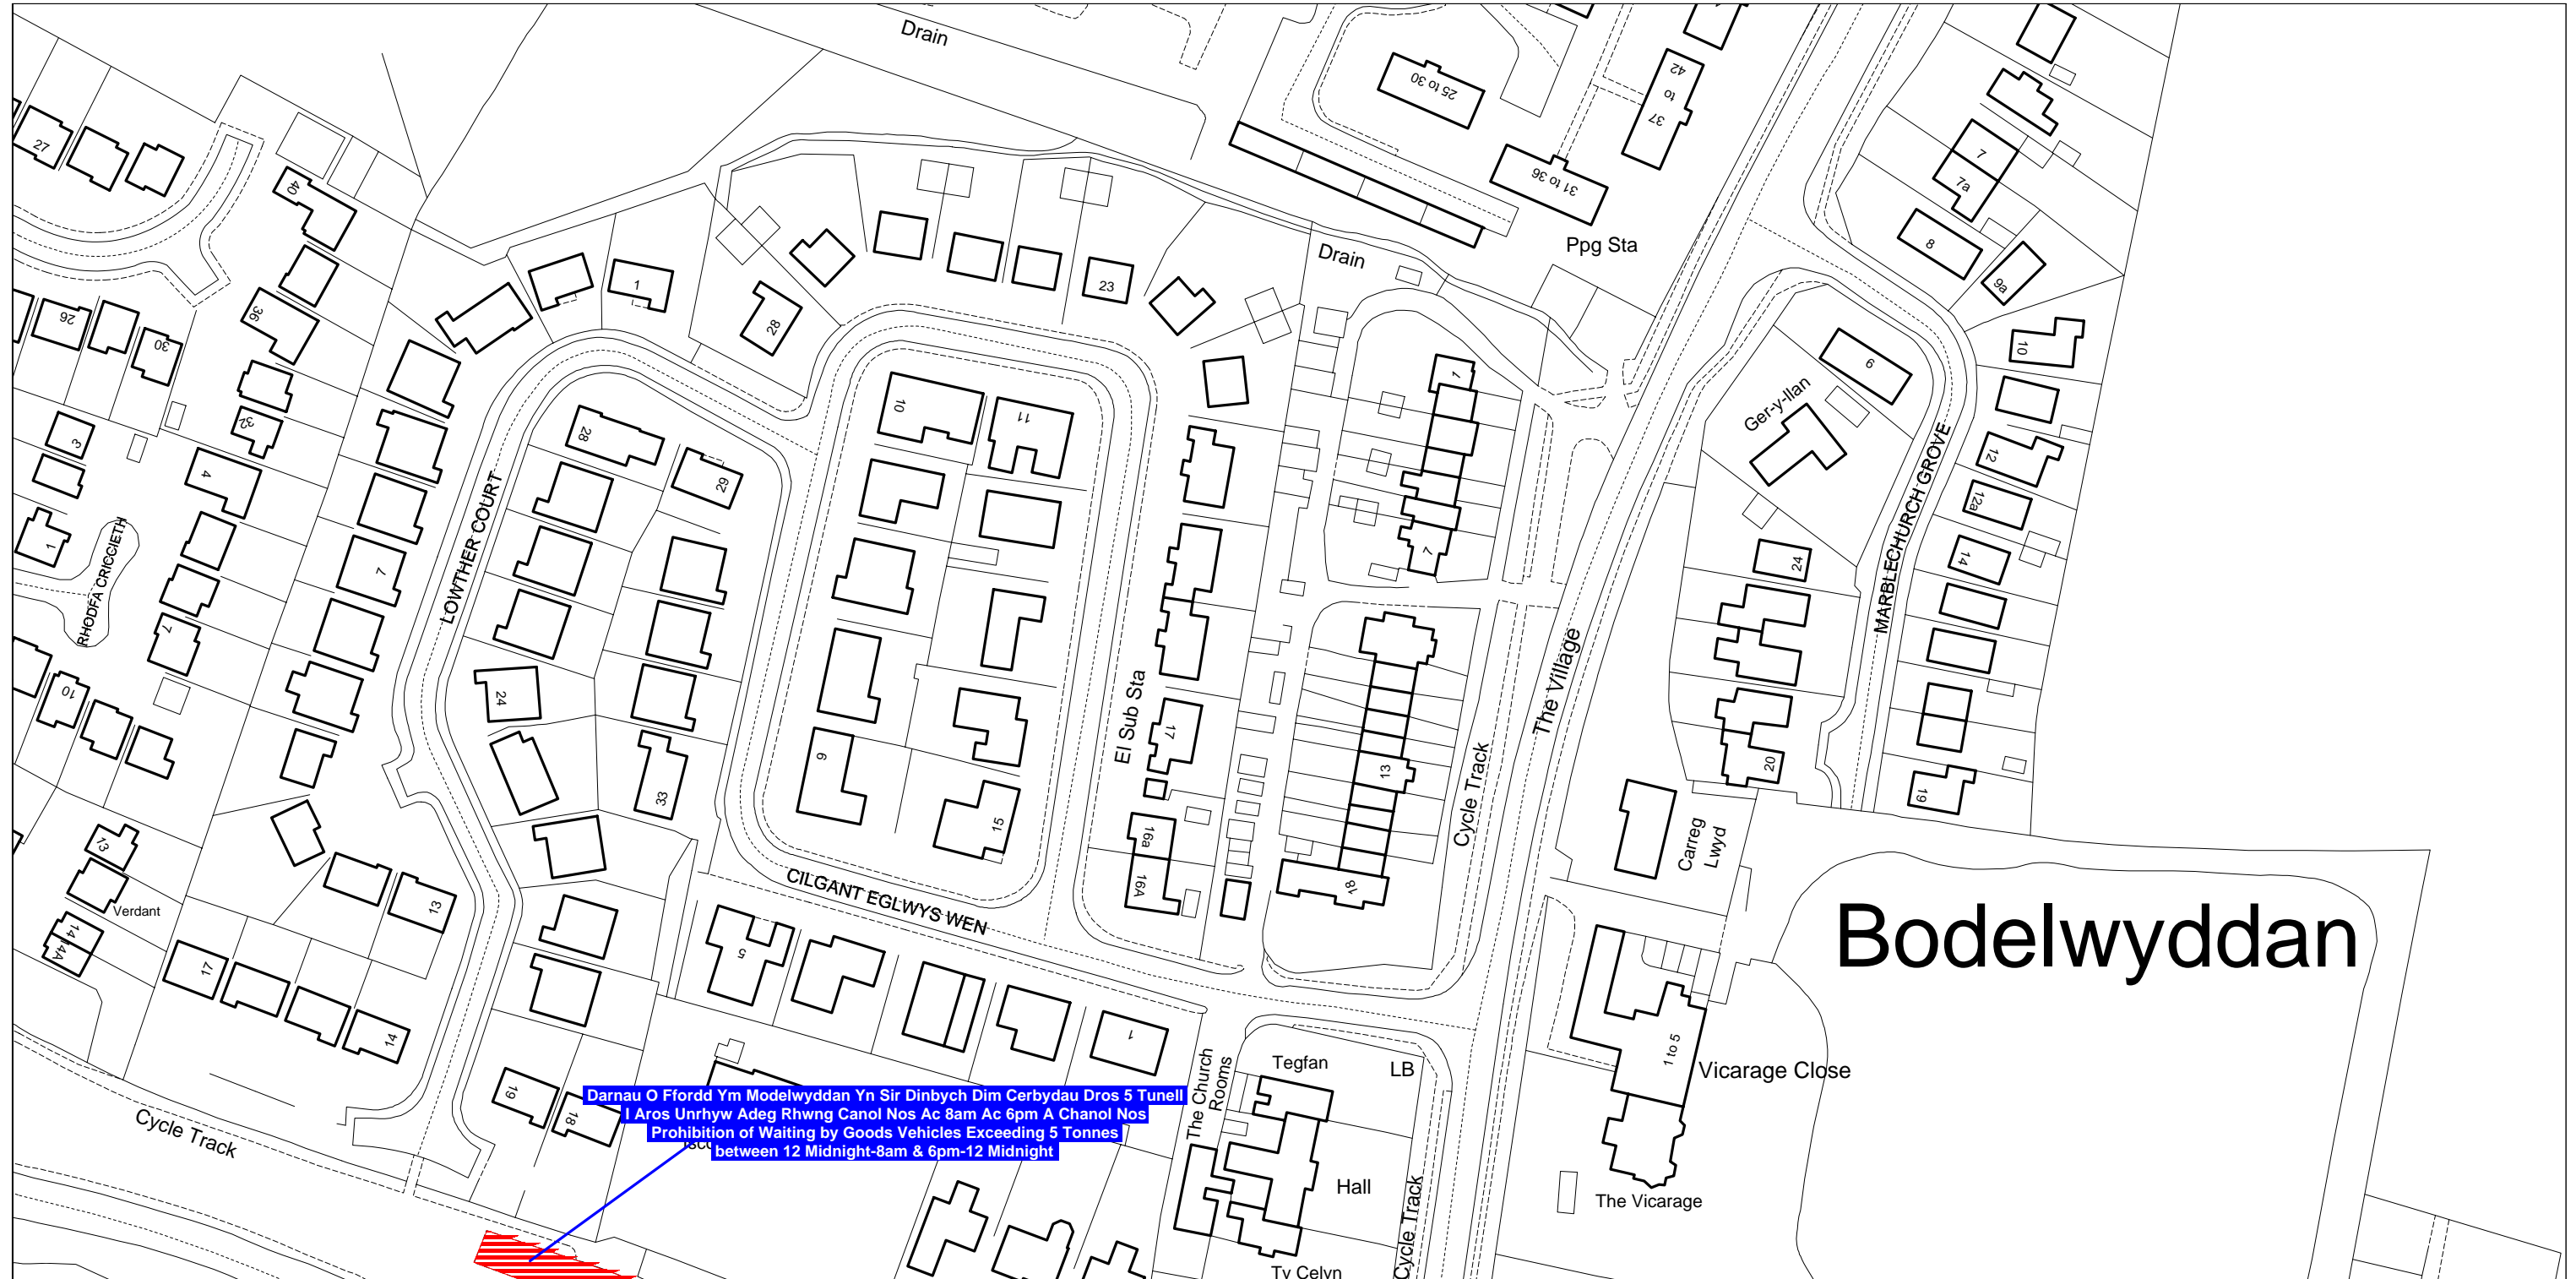 Drain
25 to 30
42
to
37
31 to 36
Ppg Sta
27
40
7
7a
8
9a
Drain
1
23
28
26
30
36
10
6
Ger-y-llan
1
10
11
28
29
3
32
4
12
12a
LOWTHER COURT
MARBLECHURCH GROVE
1
RHODFA CRICCIETH
7
7
24
14
7
The Village
10
24
El Sub Sta
17
13
20
19
9
33
15
Cycle Track
16a
16A
18
Carreg
Lwyd
13
Verdant
14
14A
13
CILGANT EGLWYS WEN
Bodelwyddan
17
5
14
1
1 to 5
Vicarage Close
The Church
Rooms
Tegfan
LB
19
18
Darnau O Ffordd Ym Modelwyddan Yn Sir Dinbych Dim Cerbydau Dros 5 Tunell
I Aros Unrhyw Adeg Rhwng Canol Nos Ac 8am Ac 6pm A Chanol Nos
Prohibition of Waiting by Goods Vehicles Exceeding 5 Tonnes
between 12 Midnight-8am & 6pm-12 Midnight
Cycle Track
Hall
The Vicarage
Cycle Track
Ty Celyn